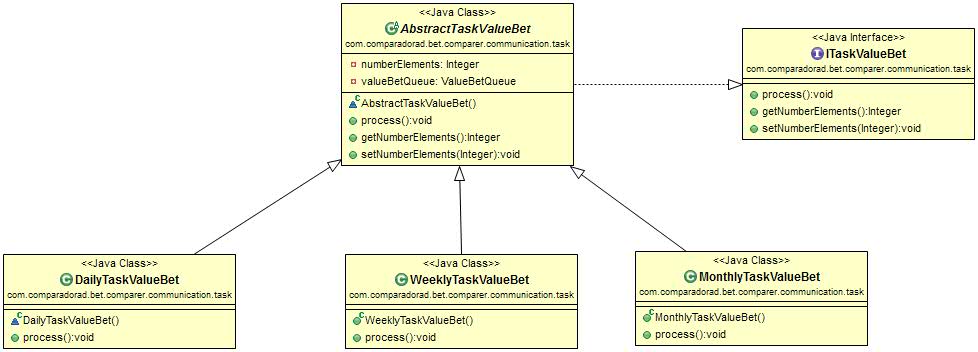 <<Java Class>>
AbstractTaskValueBet
com.comparadorad.bet.comparer.communication.task
numberElements: Integer
valueBetQueue: ValueBetQueue
AbstractTaskValueBet()
process():void
getNumberElements():Integer
setNumberElements(Integer):void
<<Java Interface>>
ITaskValueBet
com.comparadorad.bet.comparer.communication.task
process():void
getNumberElements():Integer
setNumberElements(Integer):void
<<Java Class>>
DailyTaskValueBet
com.comparadorad.bet.comparer.communication.task
DailyTaskValueBet()
process():void
<<Java Class>>
WeeklyTaskValueBet
com.comparadorad.bet.comparer.communication.task
WeeklyTaskValueBet()
process():void
<<Java Class>>
MonthlyTaskValueBet
com.comparadorad.bet.comparer.communication.task
MonthlyTaskValueBet()
process():void